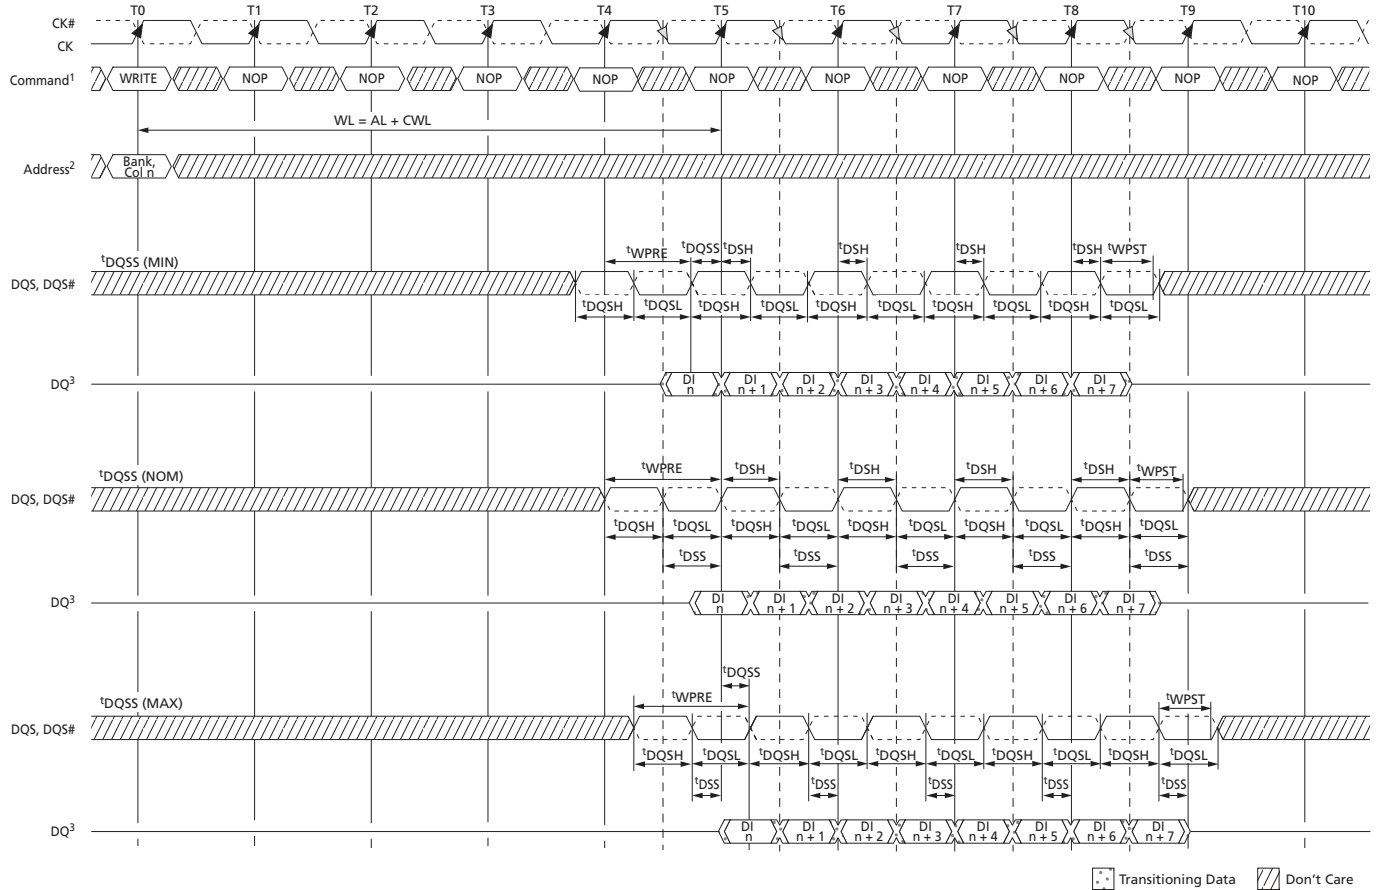 T0 T1 T2 T3 T4 T5 T6 T7 T8 T9 T10
CK#
CK
Command¹ WRITE NOP NOP NOP NOP NOP NOP NOP NOP NOP NOP
WL = AL + CWL
Address² Bank, Col n
tDQSS (MIN) tWPRE tDQSS tDSH tDSH tDSH tDSH tWPST
DQS, DQS#
tDQSH tDQSL tDQSH tDQSL tDQSH tDQSL tDQSH tDQSL tDQSH tDQSL
DQ³ DI n DI n + 1 DI n + 2 DI n + 3 DI n + 4 DI n + 5 DI n + 6 DI n + 7
tDQSS (NOM) tWPRE tDSH tDSH tDSH tDSH tWPST
DQS, DQS#
tDQSH tDQSL tDQSH tDQSL tDQSH tDQSL tDQSH tDQSL tDQSH tDQSL
tDSS tDSS tDSS tDSS tDSS
DQ³ DI n DI n + 1 DI n + 2 DI n + 3 DI n + 4 DI n + 5 DI n + 6 DI n + 7
tDQSS
tDQSS (MAX) tWPRE tWPST
DQS, DQS#
tDQSH tDQSL tDQSH tDQSL tDQSH tDQSL tDQSH tDQSL tDQSH tDQSL
tDSS tDSS tDSS tDSS tDSS
DQ³ DI n DI n + 1 DI n + 2 DI n + 3 DI n + 4 DI n + 5 DI n + 6 DI n + 7
Transitioning Data Don't Care